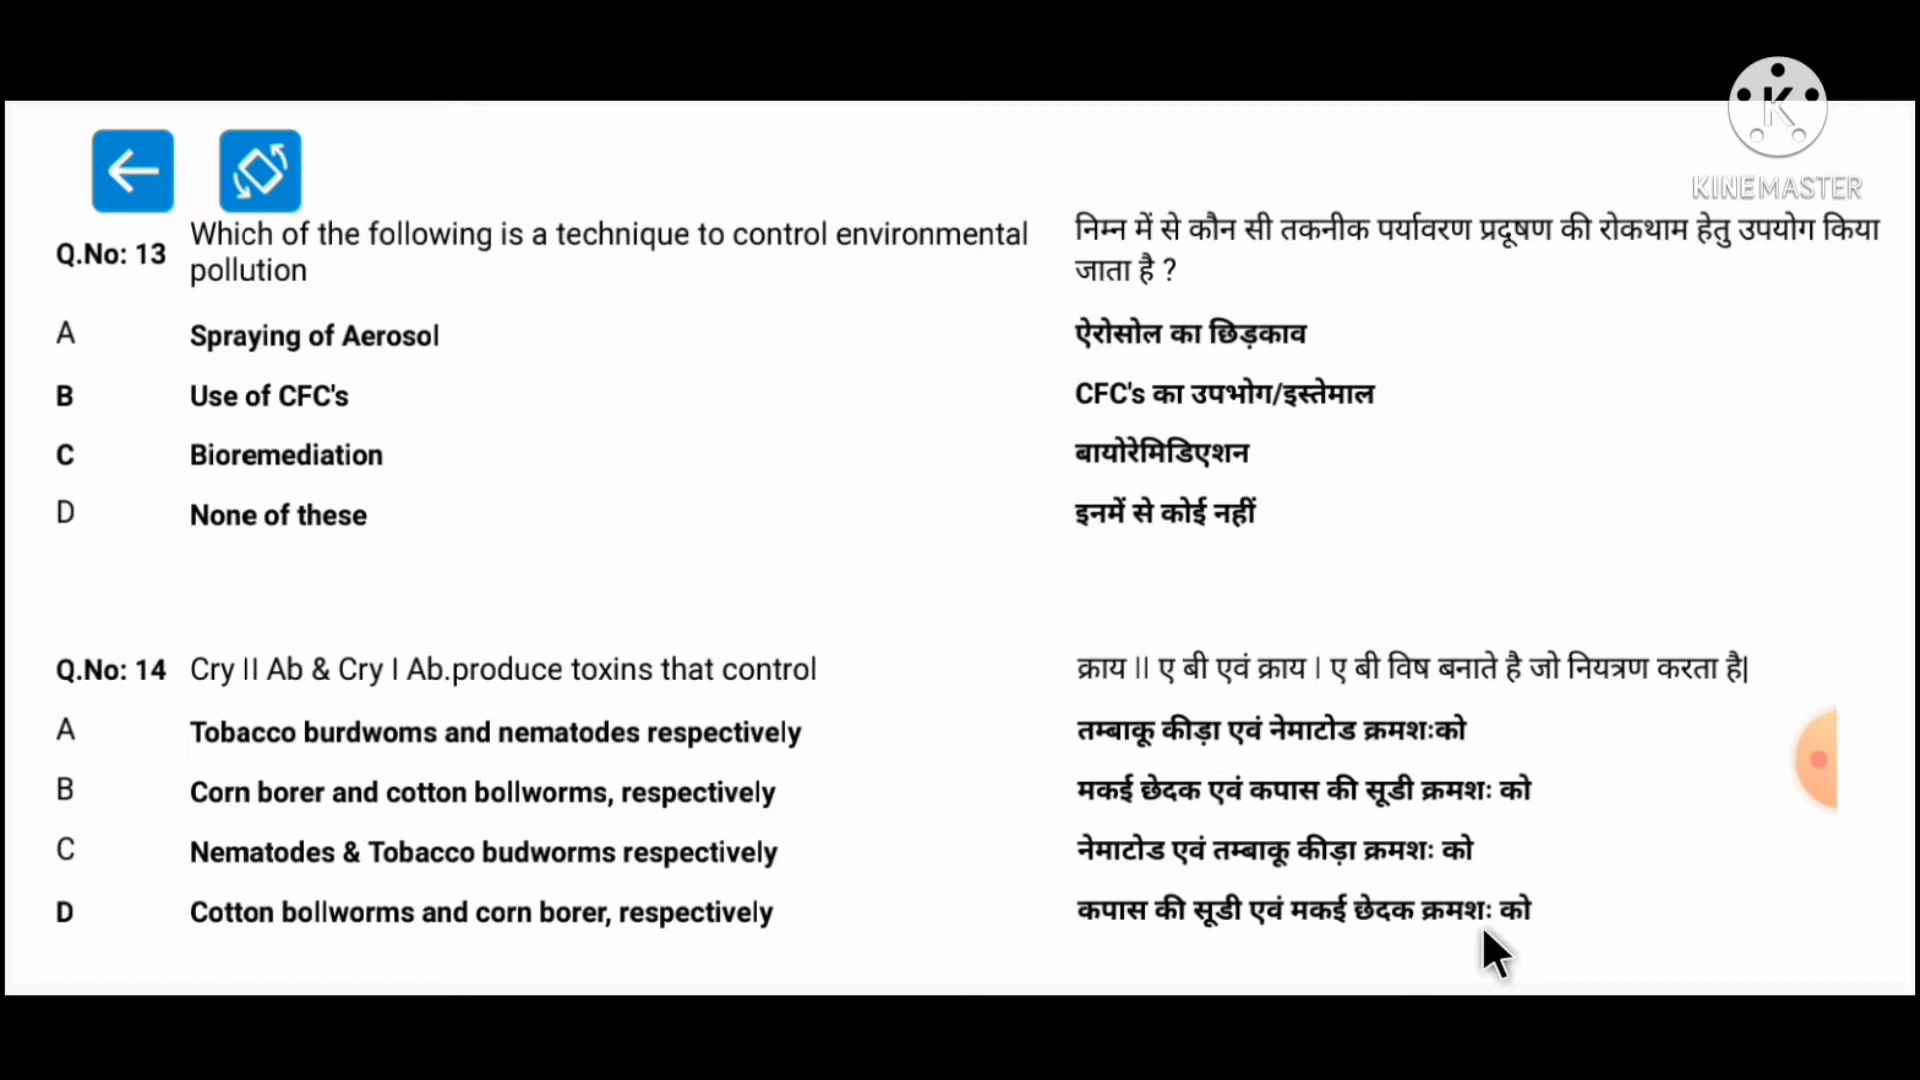 K
KINEMASTER
Q.No: 13 Which of the following is a technique to control environmental
pollution
निम्न में से कौन सी तकनीक पर्यावरण प्रदूषण की रोकथाम हेतु उपयोग किया
जाता है ?
A Spraying of Aerosol ऐरोसोल का छिड़काव
B Use of CFC's CFC's का उपभोग/इस्तेमाल
C Bioremediation बायोरेमिडिएशन
D None of these इनमें से कोई नहीं
Q.No: 14 Cry II Ab & Cry I Ab.produce toxins that control क्राय II ए बी एवं क्राय I ए बी विष बनाते है जो नियत्रण करता है|
A Tobacco burdwoms and nematodes respectively तम्बाकू कीड़ा एवं नेमाटोड क्रमशःको
B Corn borer and cotton bollworms, respectively मकई छेदक एवं कपास की सूडी क्रमशः को
C Nematodes & Tobacco budworms respectively नेमाटोड एवं तम्बाकू कीड़ा क्रमशः को
D Cotton bollworms and corn borer, respectively कपास की सूडी एवं मकई छेदक क्रमशः को